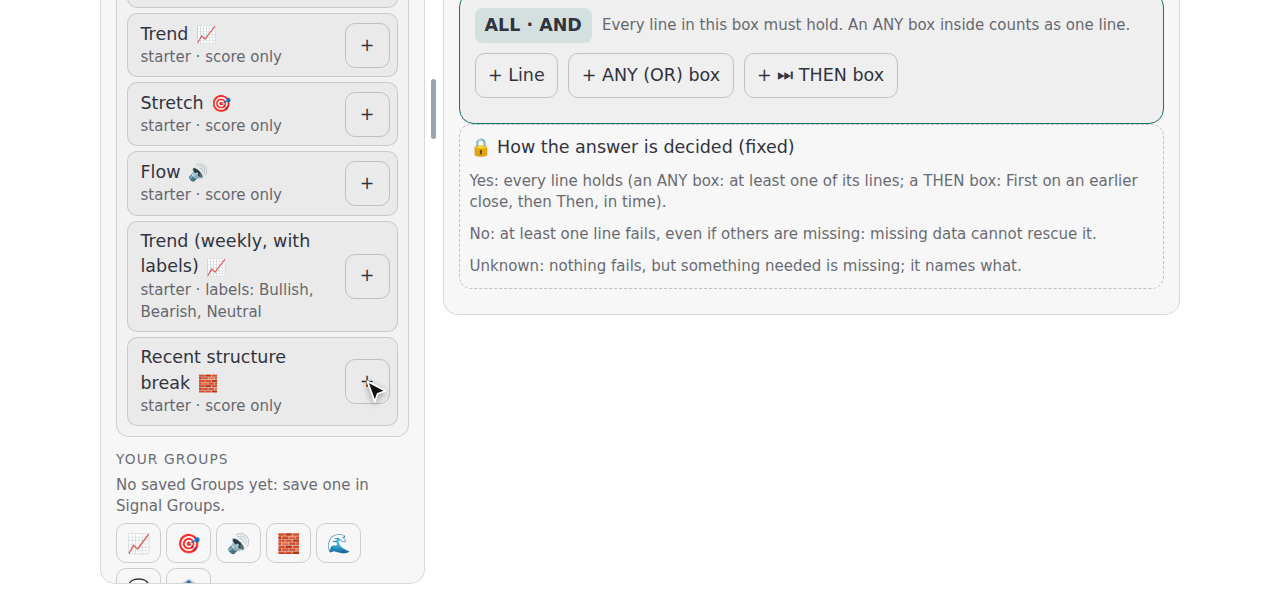 Trend 📈
starter · score only
+
Stretch 🎯
starter · score only
+
Flow 🔊
starter · score only
+
Trend (weekly, with
labels) 📈
starter · labels: Bullish,
Bearish, Neutral
+
Recent structure
break 🧱
starter · score only
+
YOUR GROUPS
No saved Groups yet: save one in
Signal Groups.
ALL · AND Every line in this box must hold. An ANY box inside counts as one line.
+ Line + ANY (OR) box + ⏭ THEN box
🔒 How the answer is decided (fixed)
Yes: every line holds (an ANY box: at least one of its lines; a THEN box: First on an earlier
close, then Then, in time).
No: at least one line fails, even if others are missing: missing data cannot rescue it.
Unknown: nothing fails, but something needed is missing; it names what.